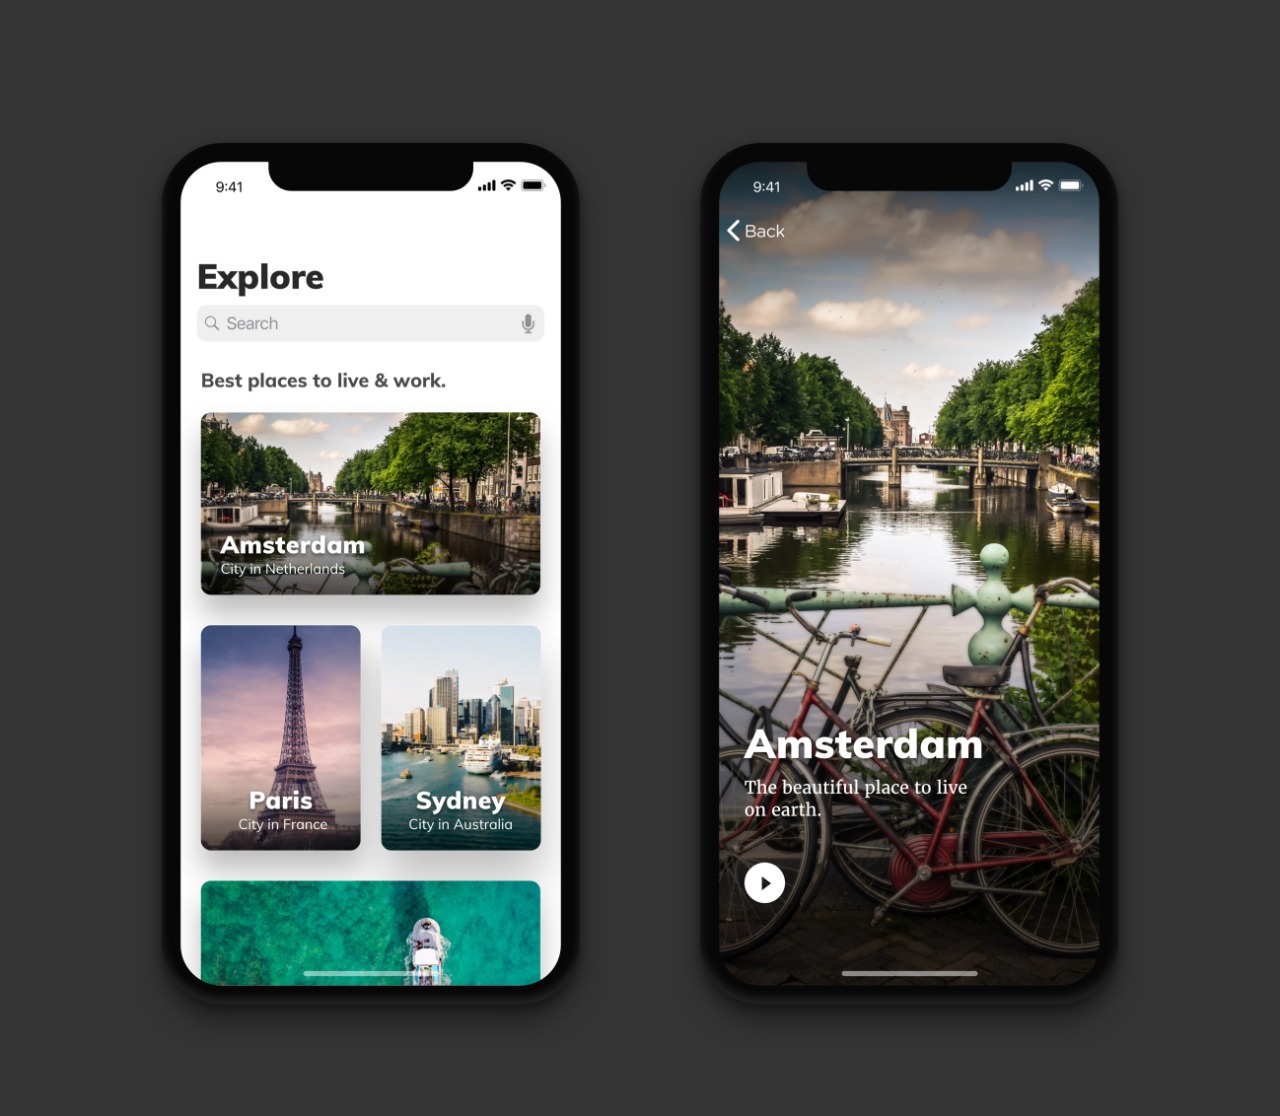 9:41
Explore
Search
Best places to live & work.
Amsterdam
City in Netherlands
Paris
City in France
Sydney
City in Australia
9:41
Back
Amsterdam
The beautiful place to live
on earth.